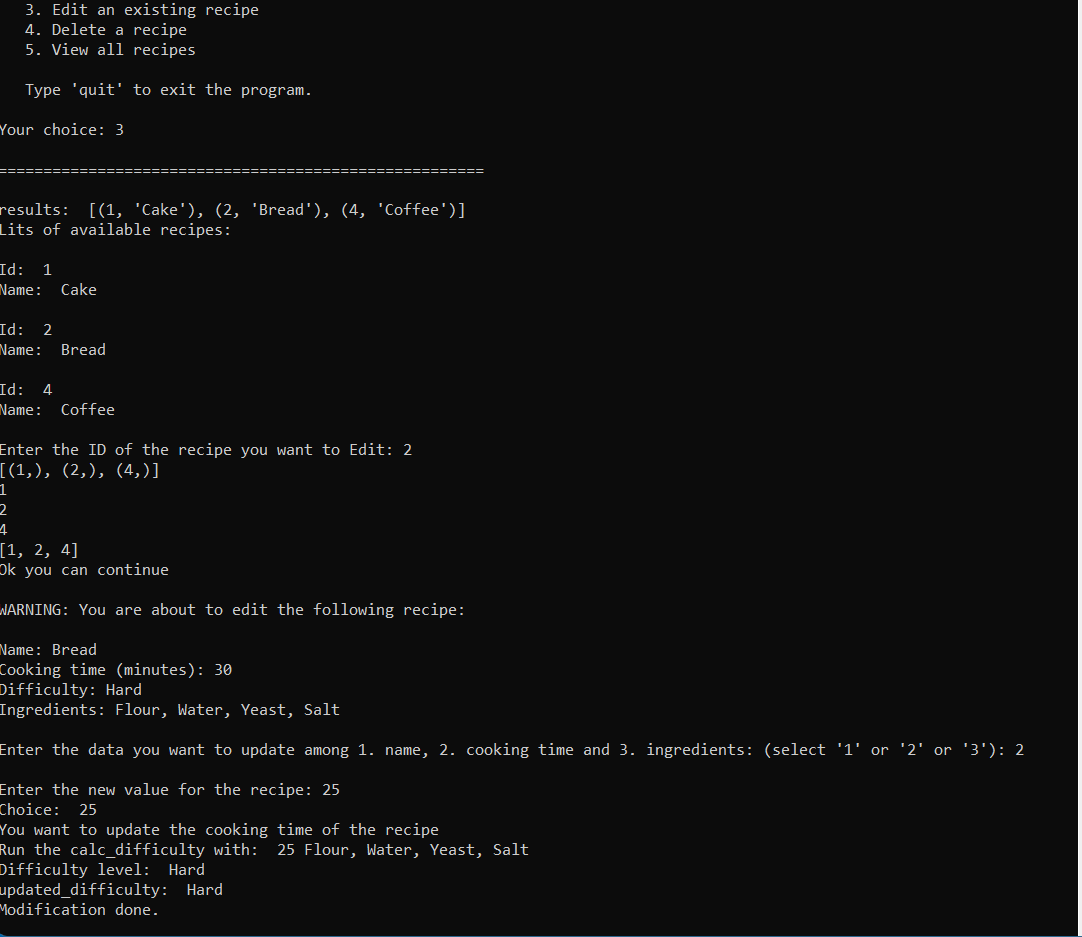 3. Edit an existing recipe
4. Delete a recipe
5. View all recipes
Type 'quit' to exit the program.
Your choice: 3
======================================================
results:  [(1, 'Cake'), (2, 'Bread'), (4, 'Coffee')]
Lits of available recipes:
Id:  1
Name:  Cake
Id:  2
Name:  Bread
Id:  4
Name:  Coffee
Enter the ID of the recipe you want to Edit: 2
[(1,), (2,), (4,)]
1
2
4
[1, 2, 4]
Ok you can continue
WARNING: You are about to edit the following recipe:
Name: Bread
Cooking time (minutes): 30
Difficulty: Hard
Ingredients: Flour, Water, Yeast, Salt
Enter the data you want to update among 1. name, 2. cooking time and 3. ingredients: (select '1' or '2' or '3'): 2
Enter the new value for the recipe: 25
Choice:  25
You want to update the cooking time of the recipe
Run the calc_difficulty with:  25 Flour, Water, Yeast, Salt
Difficulty level:  Hard
updated_difficulty:  Hard
Modification done.